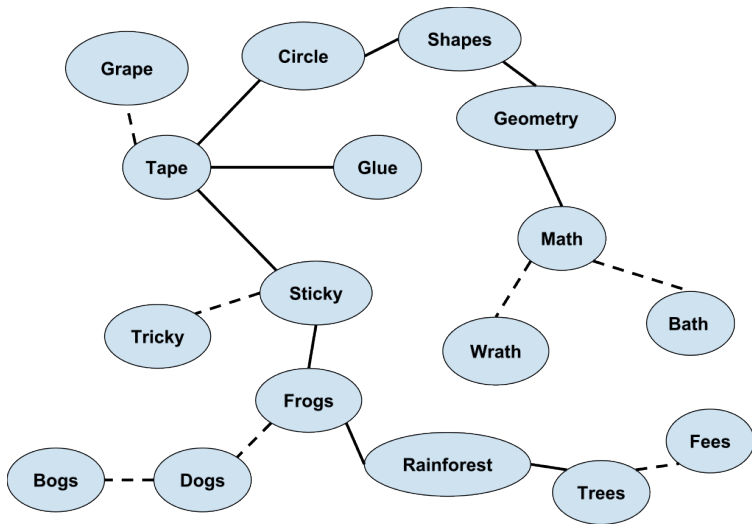 Shapes
Circle
Grape
Geometry
Tape
Glue
Math
Sticky
Bath
Tricky
Wrath
Frogs
Fees
Rainforest
Bogs
Dogs
Trees